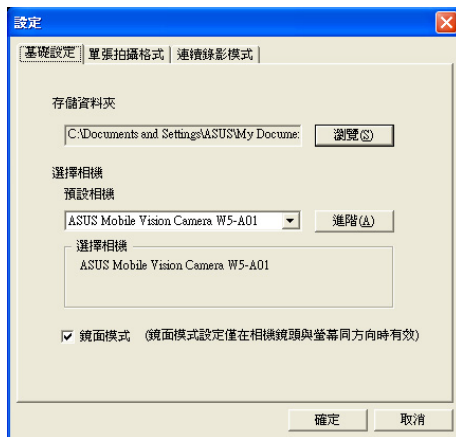 設定
基礎設定 單張拍攝格式 連續錄影模式
存儲資料夾
C:\Documents and Settings\ASUS\My Docume: 瀏覽(S)
選擇相機
預設相機
ASUS Mobile Vision Camera W5-A01 進階(A)
選擇相機
ASUS Mobile Vision Camera W5-A01
鏡面模式 (鏡面模式設定僅在相機鏡頭與螢幕同方向時有效)
確定 取消